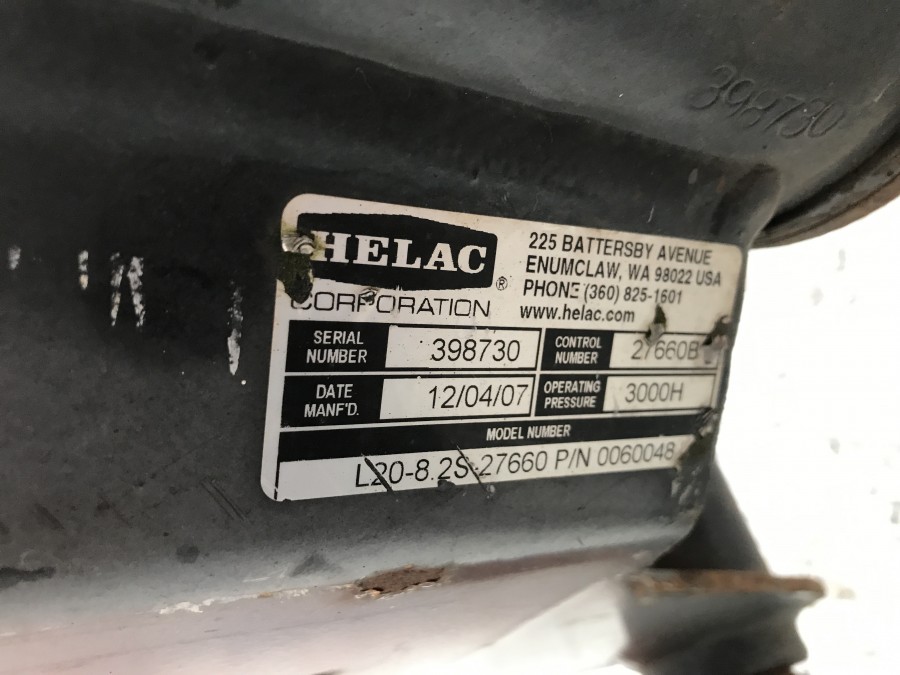 398730
HELAC®
CORPORATION
225 BATTERSBY AVENUE
ENUMCLAW, WA 98022 USA
PHONE (360) 825-1601
www.helac.com
SERIAL NUMBER
398730
CONTROL NUMBER
27660B
DATE MANF'D.
12/04/07
OPERATING PRESSURE
3000H
MODEL NUMBER
L20-8.2S-27660 P/N 0060048